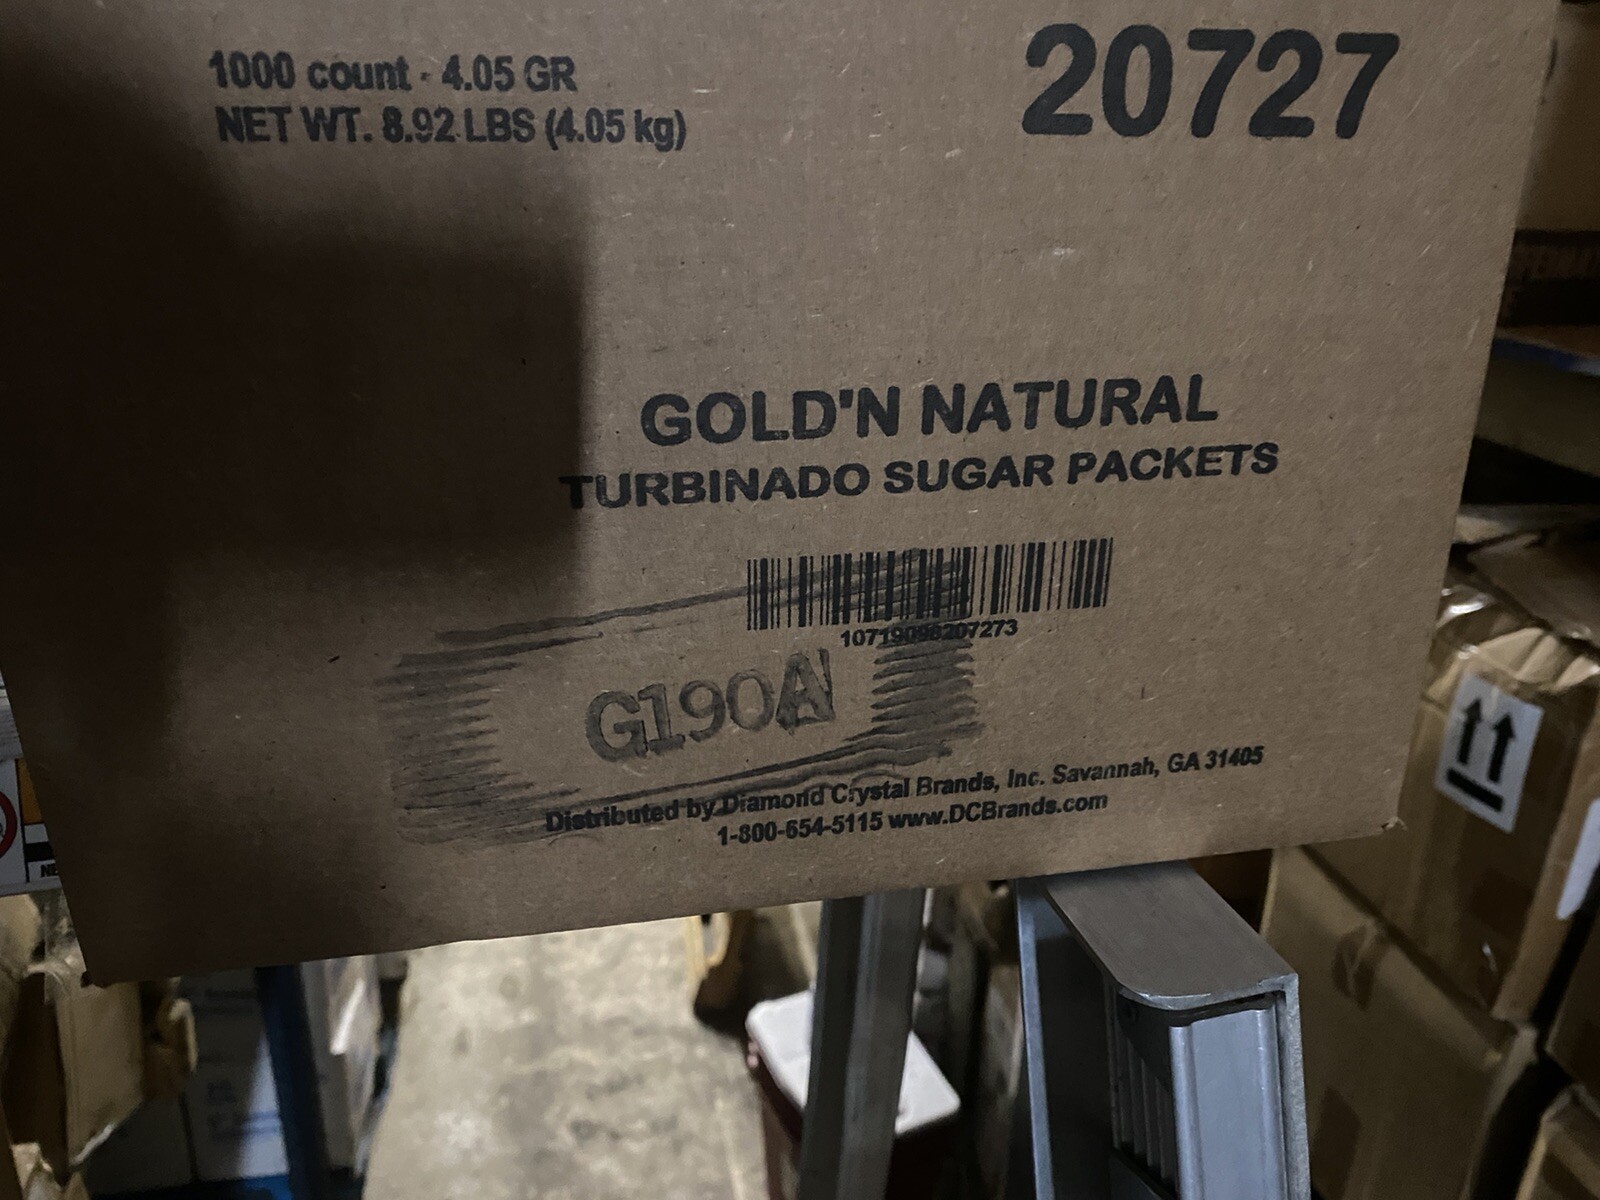 1000 count - 4.05 GR
NET WT. 8.92 LBS (4.05 kg)
20727
GOLD'N NATURAL
TURBINADO SUGAR PACKETS
10719098207273
G190A
Distributed by Diamond Crystal Brands, Inc. Savannah, GA 31405
1-800-654-5115 www.DCBrands.com